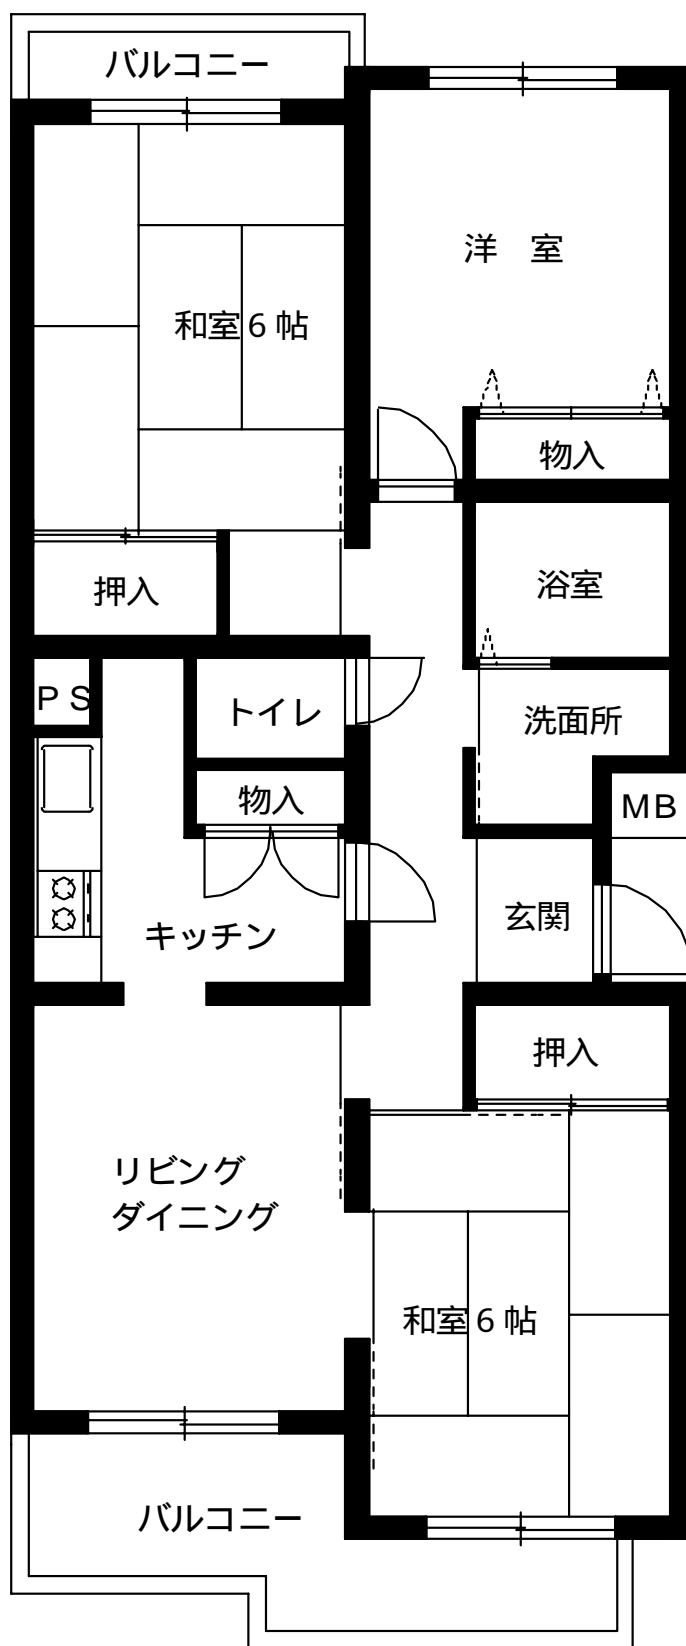 バルコニー
洋 室
和室6帖
物入
押入
浴室
PS
トイレ
洗面所
物入
MB
キッチン
玄関
押入
リビング
ダイニング
和室6帖
バルコニー